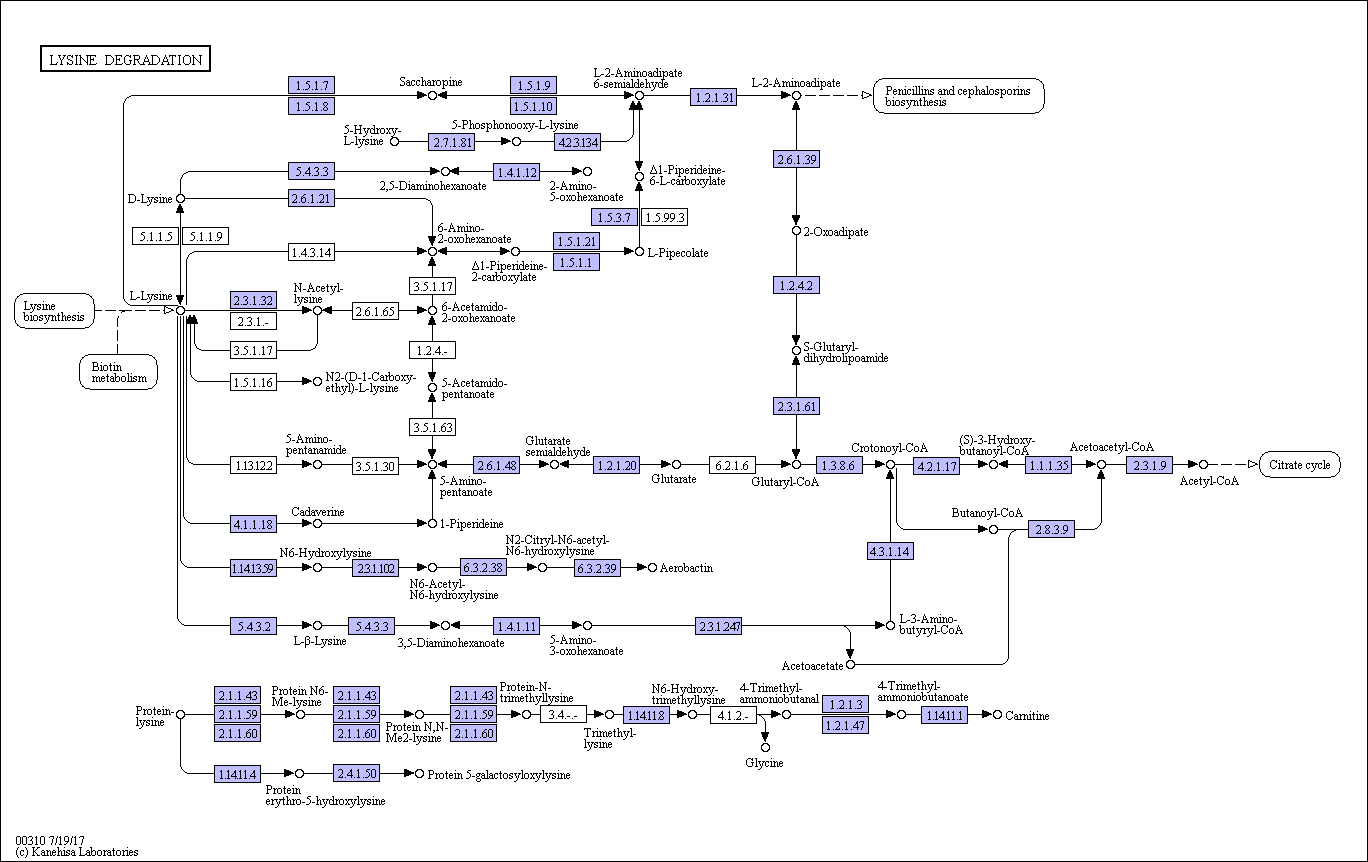 LYSINE DEGRADATION
1.5.1.7
1.5.1.8
Saccharopine
1.5.1.9
1.5.1.10
L-2-Aminoadipate
6-semialdehyde
1.2.1.31
L-2-Aminoadipate
Penicillins and cephalosporins
biosynthesis
5-Hydroxy-
L-lysine
2.7.1.81
5-Phosphonooxy-L-lysine
4.2.3.134
2.6.1.39
5.4.3.3
2,5-Diaminohexanoate
1.4.1.12
2-Amino-
5-oxohexanoate
Δ1-Piperideine-
6-L-carboxylate
D-Lysine
2.6.1.21
1.5.3.7
1.5.99.3
5.1.1.5
5.1.1.9
6-Amino-
2-oxohexanoate
2-Oxoadipate
1.4.3.14
Δ1-Piperideine-
2-carboxylate
1.5.1.21
1.5.1.1
L-Pipecolate
L-Lysine
2.3.1.32
2.3.1.-
N-Acetyl-
lysine
3.5.1.17
1.2.4.2
Lysine
biosynthesis
2.6.1.65
6-Acetamido-
2-oxohexanoate
3.5.1.17
1.2.4.-
S-Glutaryl-
dihydrolipoamide
Biotin
metabolism
1.5.1.16
N2-(D-1-Carboxy-
ethyl)-L-lysine
5-Acetamido-
pentanoate
2.3.1.61
3.5.1.63
5-Amino-
pentanamide
1.13.12.2
3.5.1.30
5-Amino-
pentanoate
2.6.1.48
Glutarate
semialdehyde
1.2.1.20
Glutarate
6.2.1.6
Glutaryl-CoA
1.3.8.6
Crotonoyl-CoA
4.2.1.17
(S)-3-Hydroxy-
butanoyl-CoA
1.1.1.35
Acetoacetyl-CoA
2.3.1.9
Acetyl-CoA
Citrate cycle
4.1.1.18
Cadaverine
1-Piperideine
Butanoyl-CoA
2.8.3.9
4.3.1.14
1.14.13.59
N6-Hydroxylysine
2.3.1.102
N6-Acetyl-
N6-hydroxylysine
6.3.2.38
N2-Citryl-N6-acetyl-
N6-hydroxylysine
6.3.2.39
Aerobactin
5.4.3.2
L-β-Lysine
5.4.3.3
3,5-Diaminohexanoate
1.4.1.11
5-Amino-
3-oxohexanoate
2.3.1.247
L-3-Amino-
butyryl-CoA
Acetoacetate
Protein-
lysine
2.1.1.43
2.1.1.59
2.1.1.60
Protein N6-
Me-lysine
2.1.1.43
2.1.1.59
2.1.1.60
Protein N,N-
Me2-lysine
2.1.1.43
2.1.1.59
2.1.1.60
Protein-N-
trimethyllysine
3.4.-.-
Trimethyl-
lysine
1.14.11.8
N6-Hydroxy-
trimethyllysine
4.1.2.-
4-Trimethyl-
ammoniobutanal
Glycine
1.2.1.3
1.2.1.47
4-Trimethyl-
ammoniobutanoate
1.14.11.1
Carnitine
1.14.11.4
Protein
erythro-5-hydroxylysine
2.4.1.50
Protein 5-galactosyloxylysine
00310 7/19/17
(c) Kanehisa Laboratories